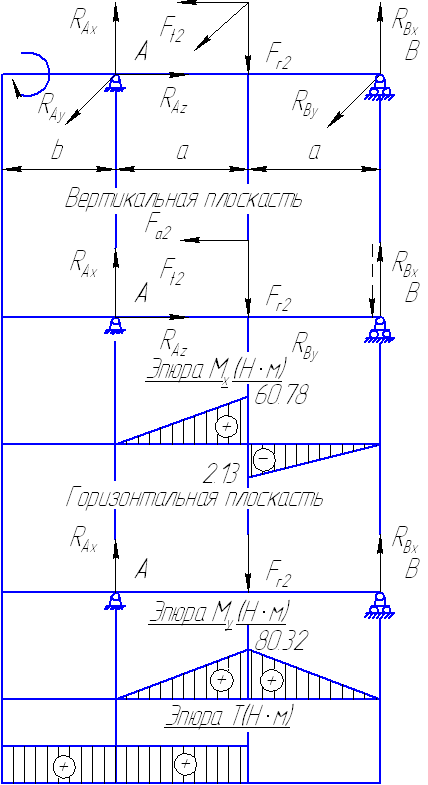 R_Ax F_t2 R_Bx
A F_r2 B
R_Ay R_Az R_By
b a a
Вертикальная плоскасть
F_a2
R_Ax F_t2 R_Bx
A F_r2 B
R_Az R_By
Эпюра M_x (Н·м)
60.78
+
−
2.13
Горизонтальная плоскасть
R_Ax R_Bx
A F_r2 B
Эпюра M_y (Н·м)
80.32
+ +
Эпюра T(Н·м)
+ +